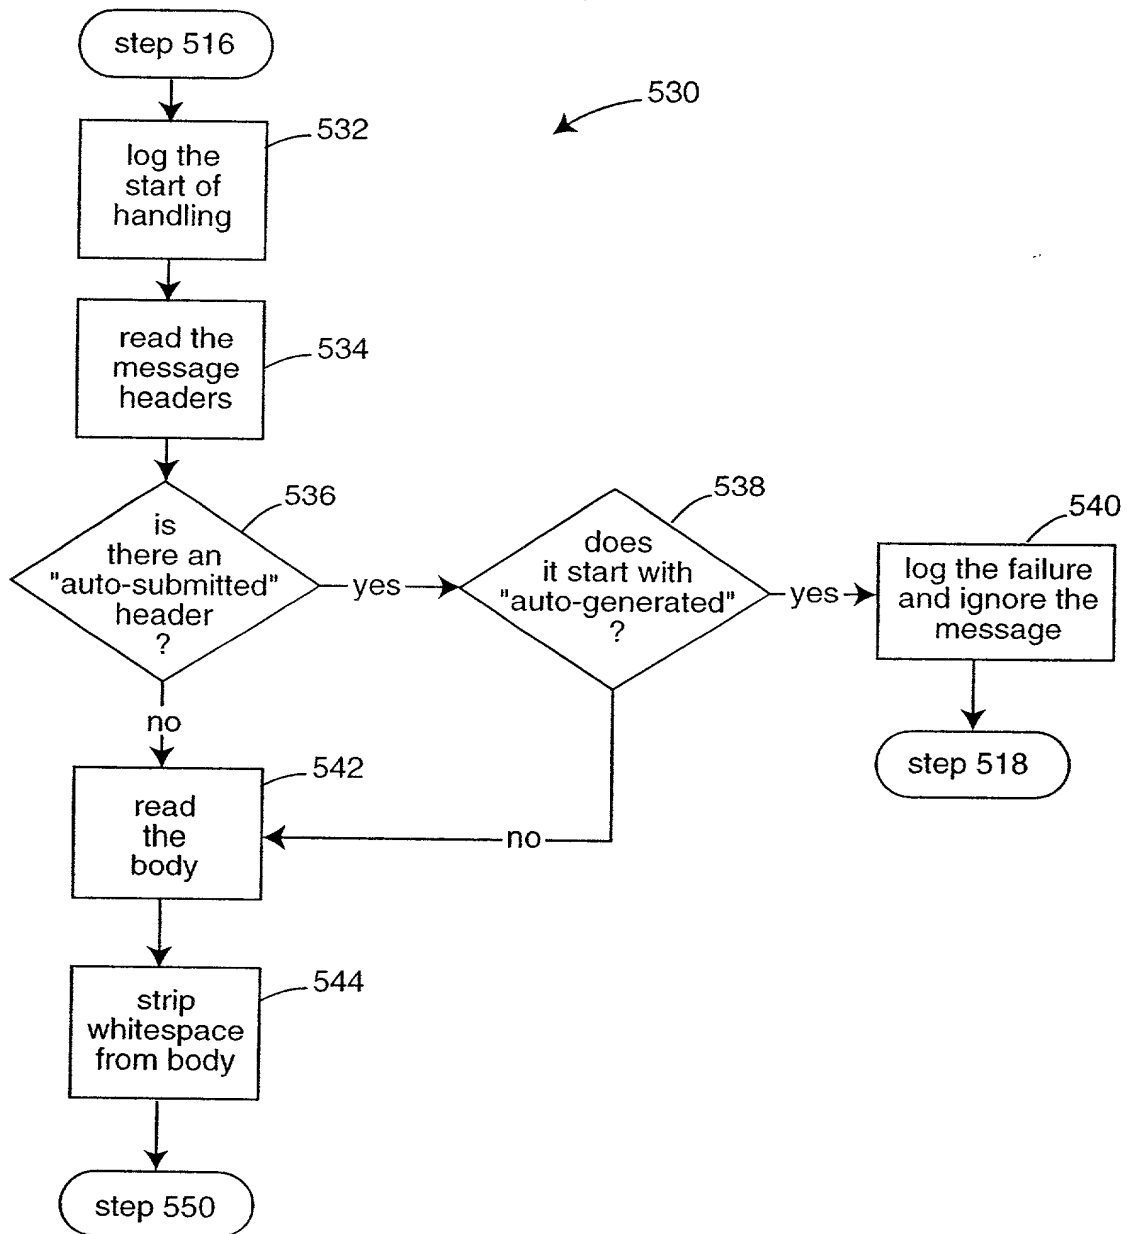 step 516
530
532
log the
start of
handling
534
read the
message
headers
536
is
there an
"auto-submitted"
header
?
yes
538
does
it start with
"auto-generated"
?
yes
540
log the failure
and ignore the
message
no
step 518
542
read
the
body
no
544
strip
whitespace
from body
step 550